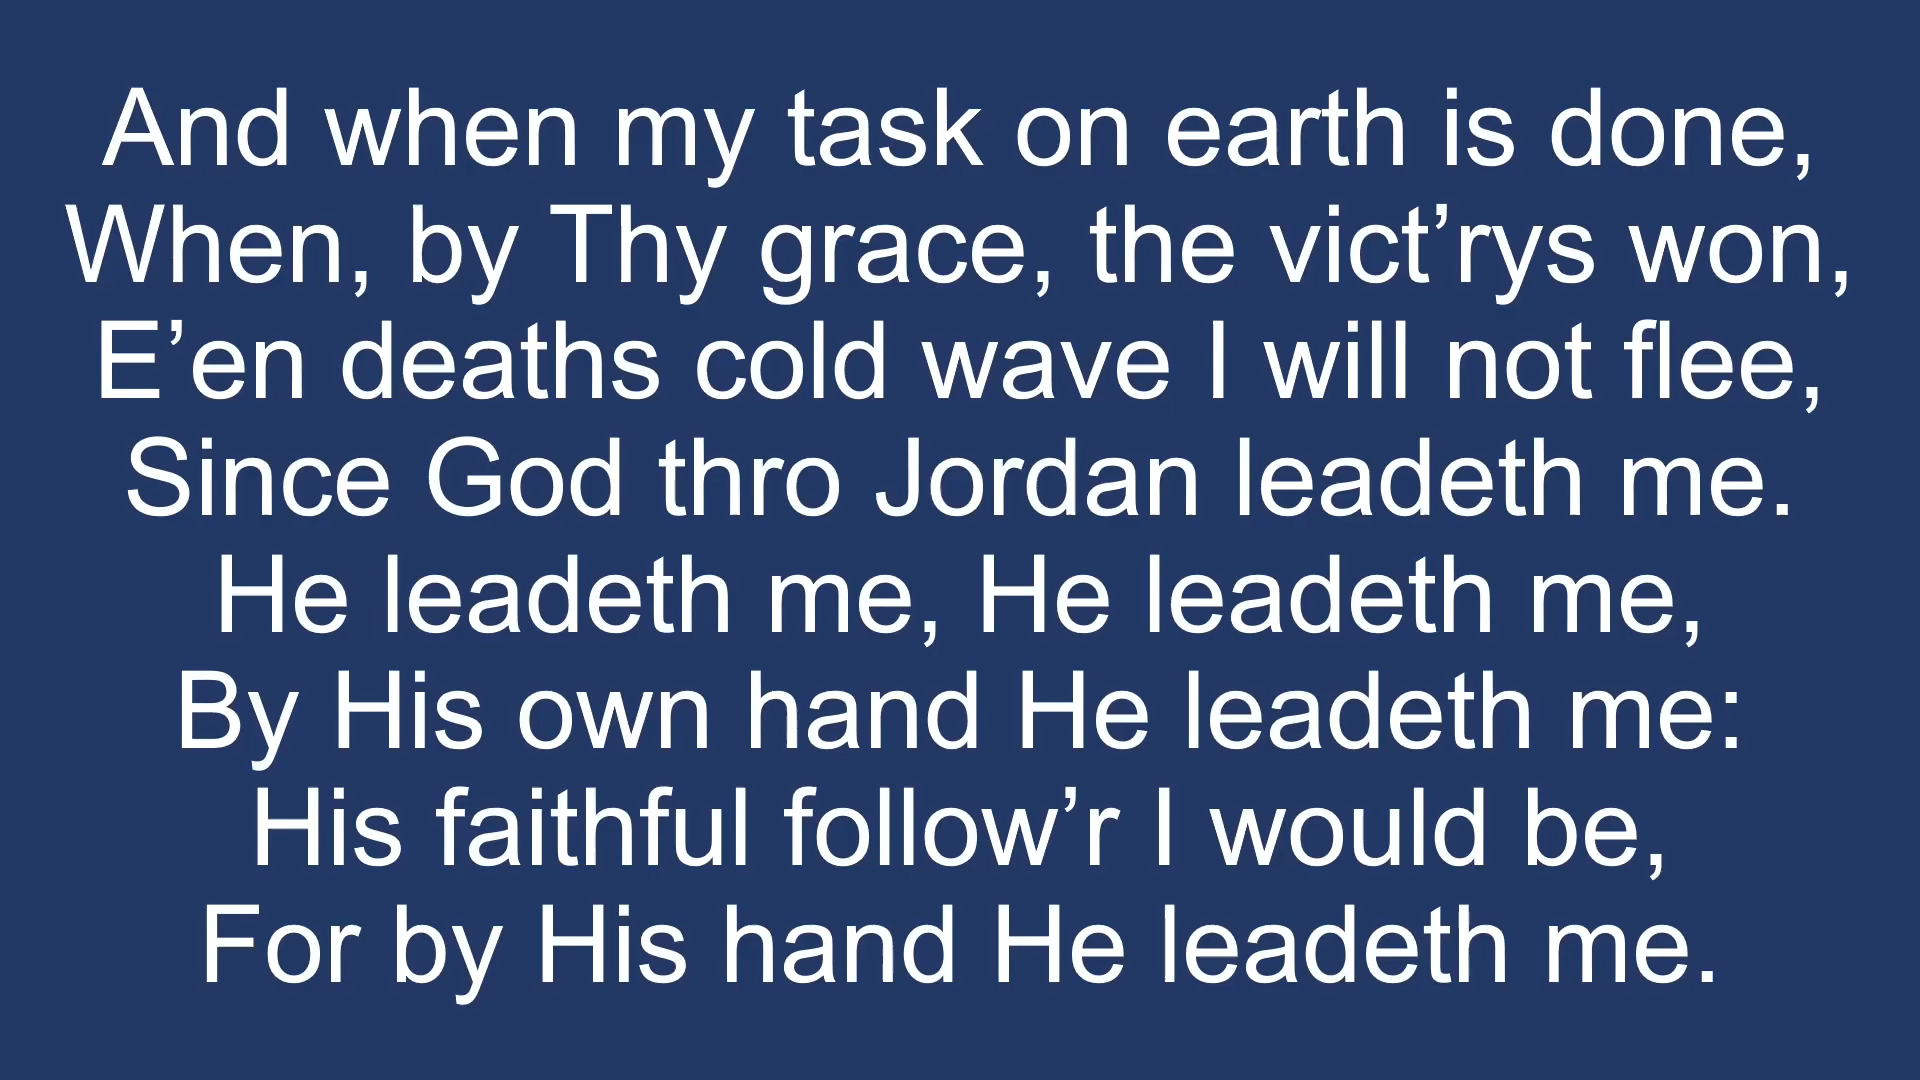 And when my task on earth is done,
When, by Thy grace, the vict’rys won,
E’en deaths cold wave I will not flee,
Since God thro Jordan leadeth me.
He leadeth me, He leadeth me,
By His own hand He leadeth me:
His faithful follow’r I would be,
For by His hand He leadeth me.